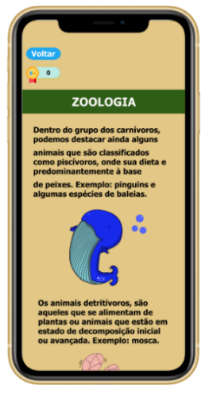 Voltar
0
ZOOLOGIA
Dentro do grupo dos carnívoros,
podemos destacar ainda alguns
animais que são classificados
como piscívoros, onde sua dieta e
predominantemente à base
de peixes. Exemplo: pinguins e
algumas espécies de baleias.
Os animais detritívoros, são
aqueles que se alimentam de
plantas ou animais que estão em
estado de decomposição inicial
ou avançada. Exemplo: mosca.